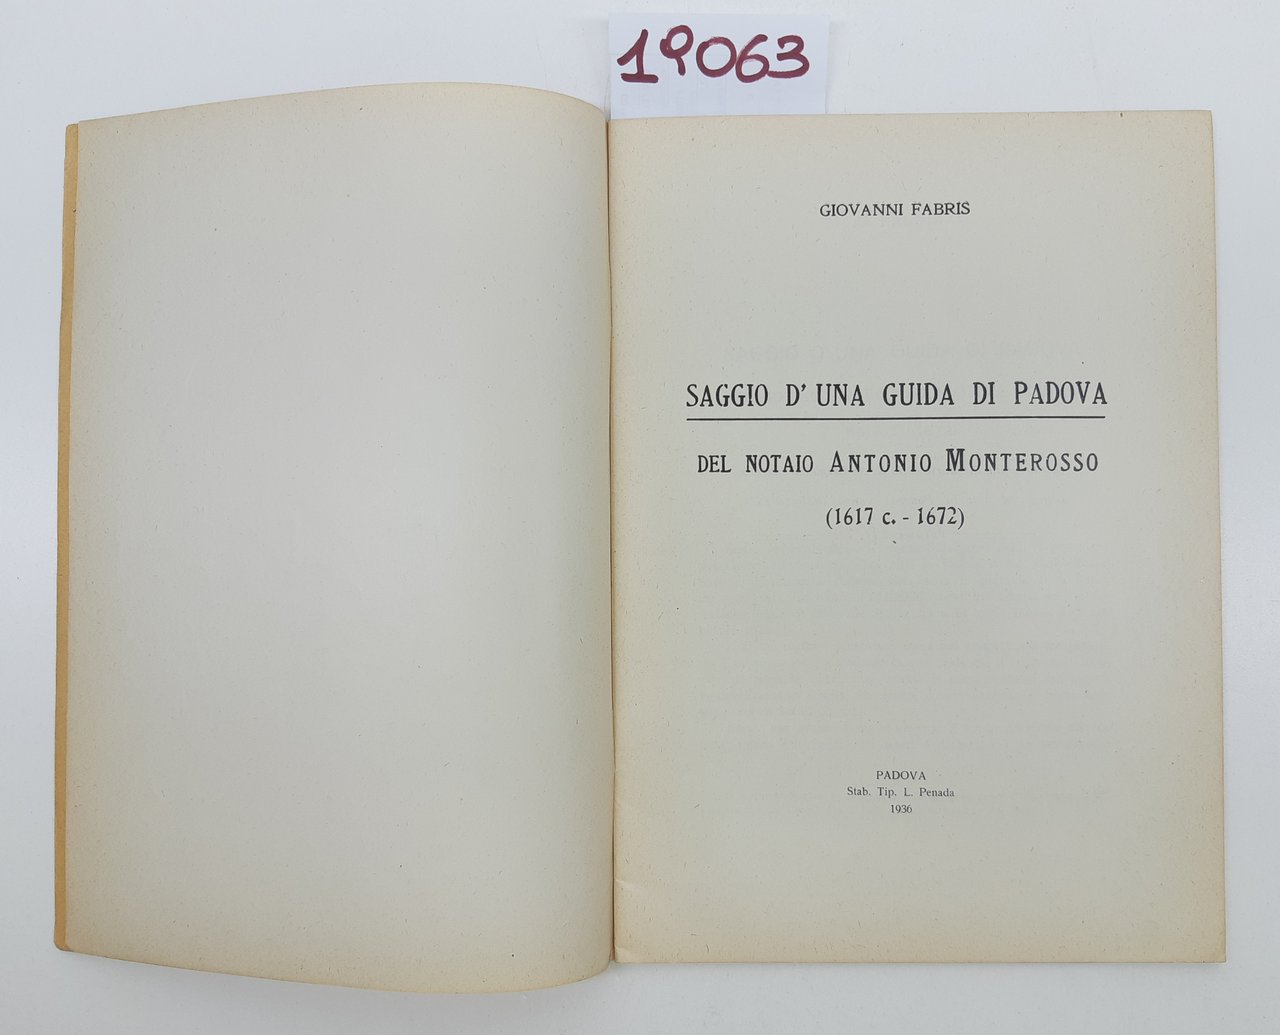 19063
GIOVANNI FABRIS
SAGGIO D' UNA GUIDA DI PADOVA
DEL NOTAIO ANTONIO MONTEROSSO
(1617 c. - 1672)
PADOVA
Stab. Tip. L. Penada
1936